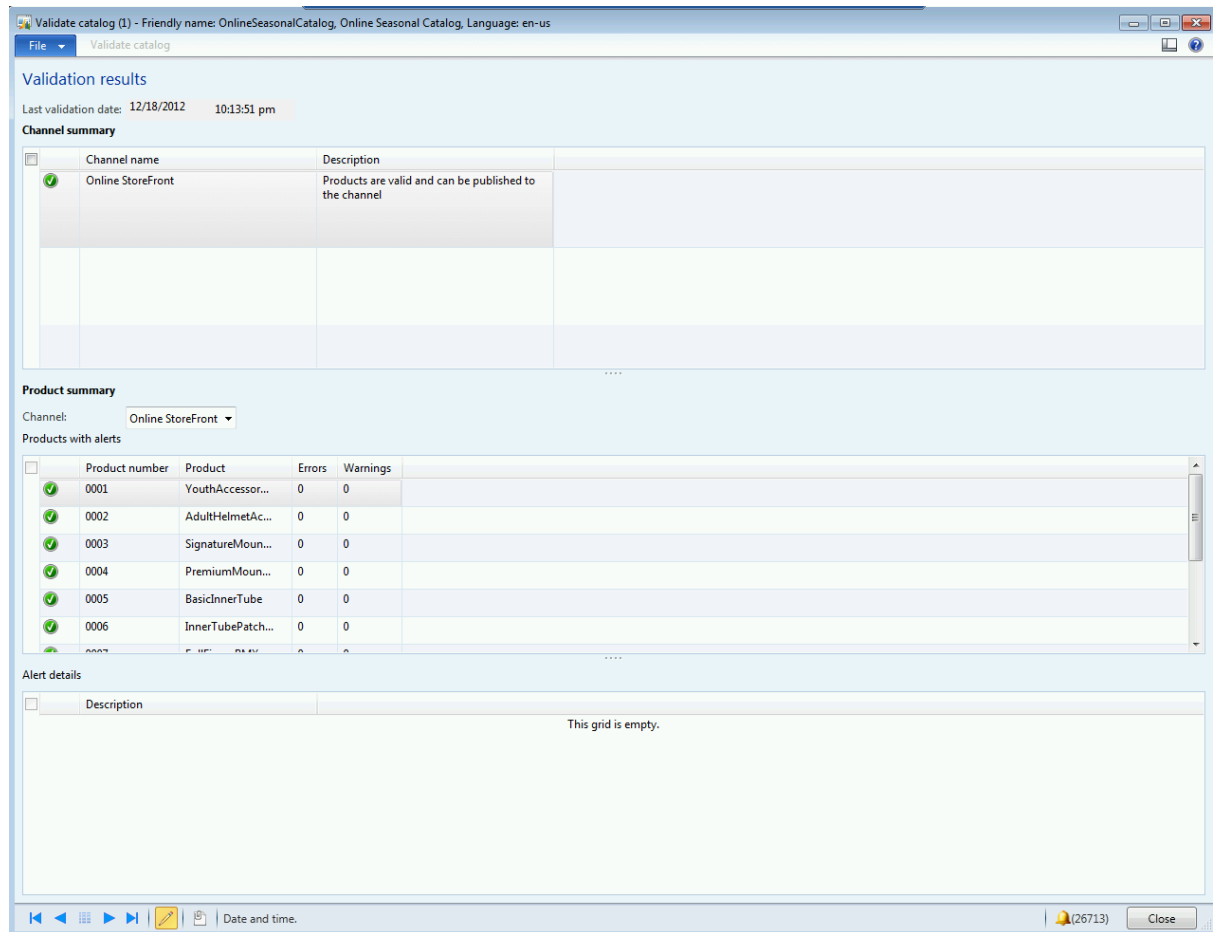 Validate catalog (1) - Friendly name: OnlineSeasonalCatalog, Online Seasonal Catalog, Language: en-us
File Validate catalog
Validation results
Last validation date: 12/18/2012 10:13:51 pm
Channel summary
Channel name Description
Online StoreFront Products are valid and can be published to
the channel
Product summary
Channel: Online StoreFront
Products with alerts
Product number Product Errors Warnings
0001 YouthAccessor... 0 0
0002 AdultHelmetAc... 0 0
0003 SignatureMoun... 0 0
0004 PremiumMoun... 0 0
0005 BasicInnerTube 0 0
0006 InnerTubePatch... 0 0
Alert details
Description
This grid is empty.
Date and time. (26713) Close